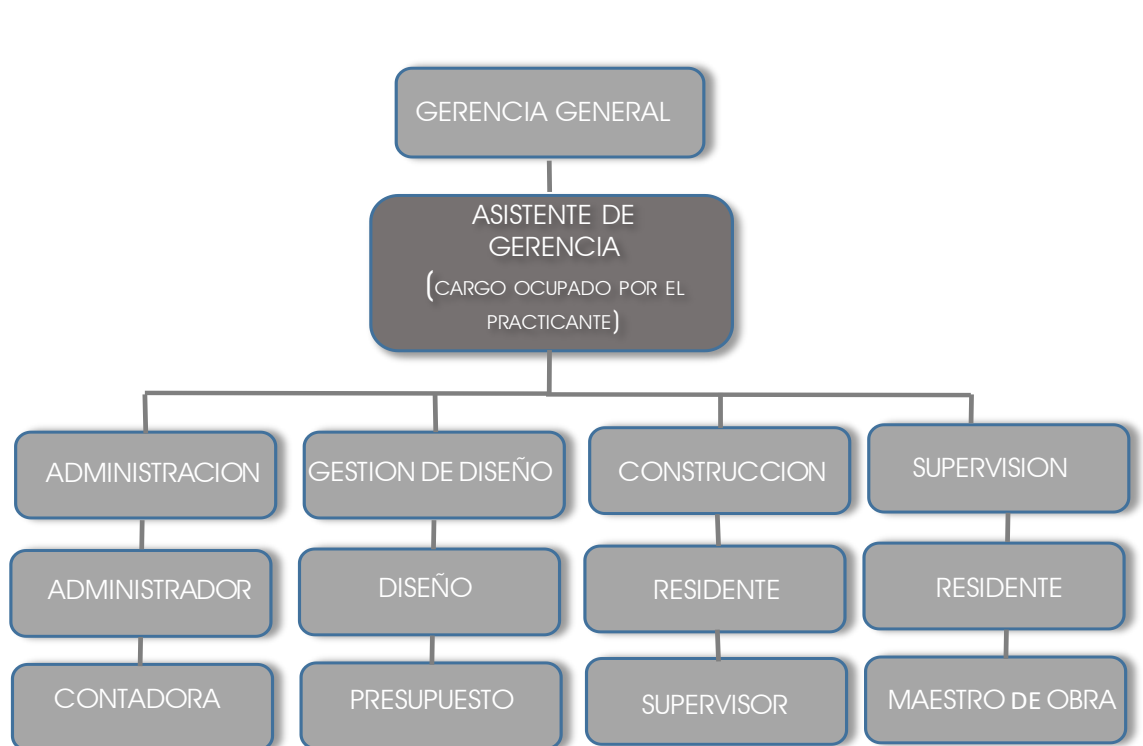 GERENCIA GENERAL
ASISTENTE DE
GERENCIA
(CARGO OCUPADO POR EL
PRACTICANTE)
ADMINISTRACION
GESTION DE DISEÑO
CONSTRUCCION
SUPERVISION
ADMINISTRADOR
DISEÑO
RESIDENTE
RESIDENTE
CONTADORA
PRESUPUESTO
SUPERVISOR
MAESTRO DE OBRA